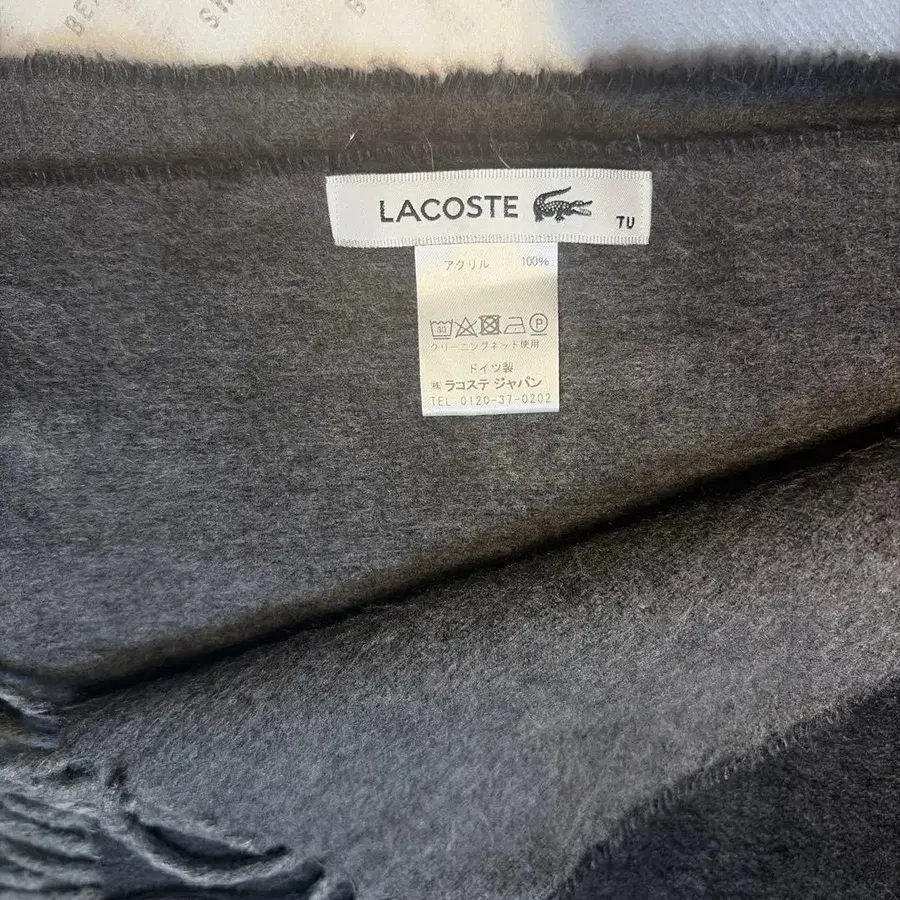 LACOSTE
TU
アクリル 100%
30
P
クリーニングネット使用
ドイツ製
㈱ ラコステ ジャパン
TEL 0120-37-0202